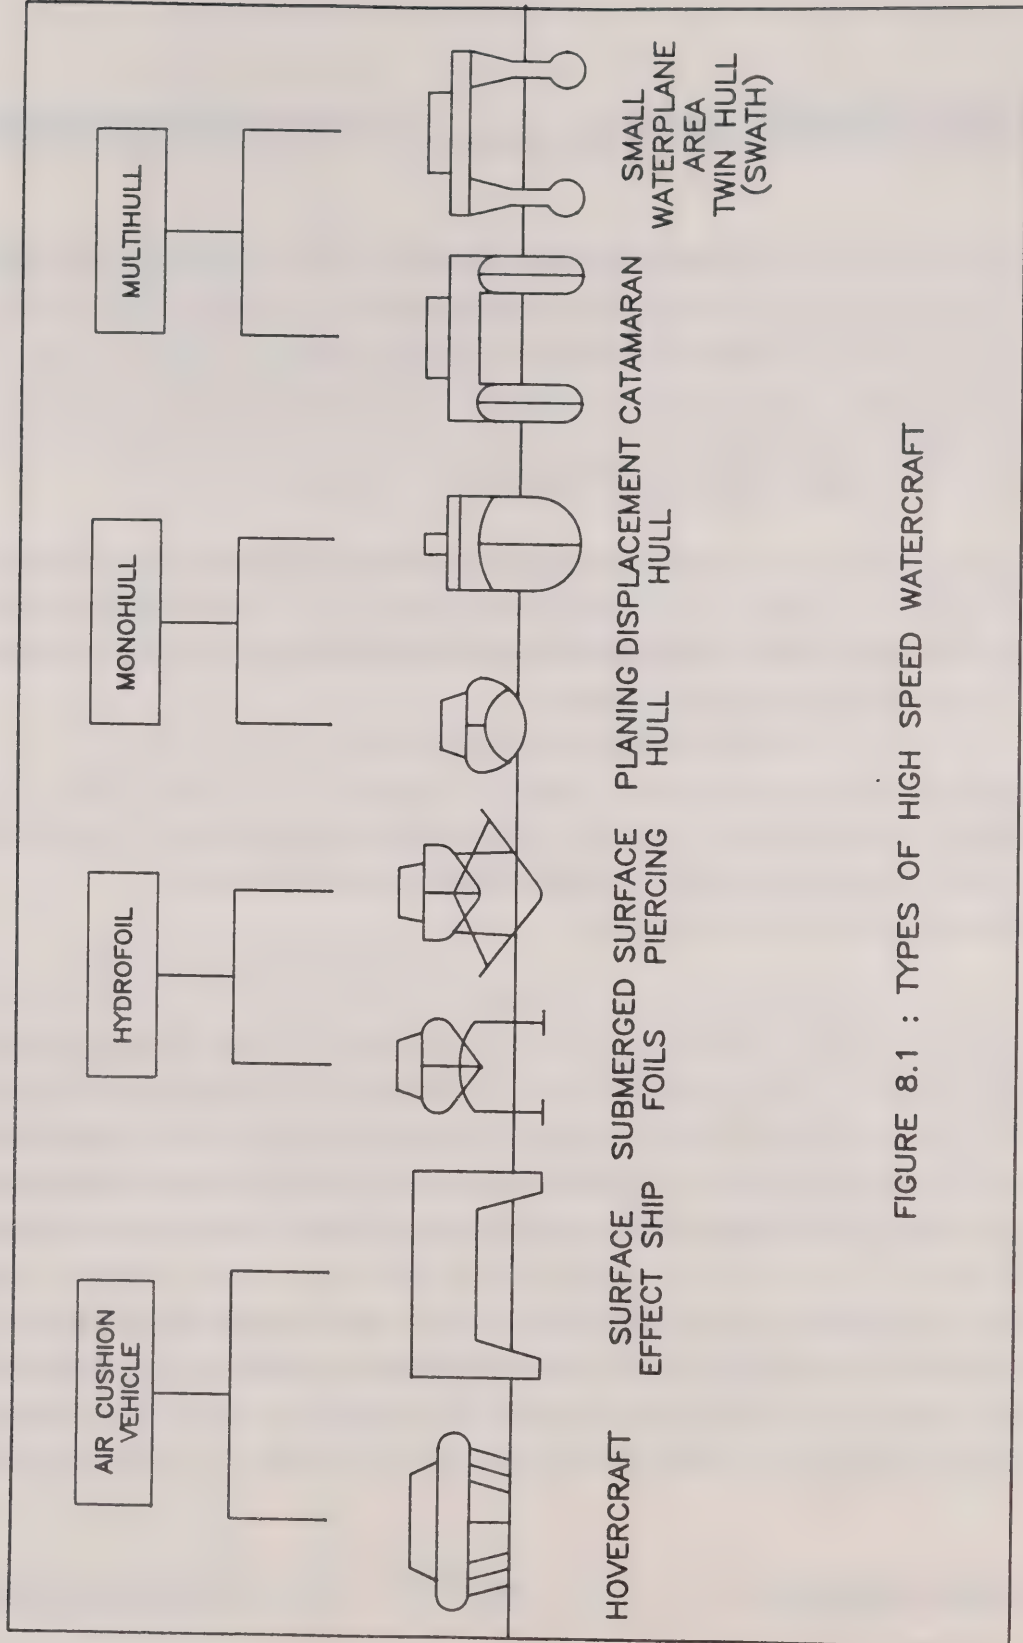 AIR CUSHION
VEHICLE
HYDROFOIL
MONOHULL
MULTIHULL
HOVERCRAFT
SURFACE
EFFECT SHIP
SUBMERGED
FOILS
SURFACE
PIERCING
PLANING
HULL
DISPLACEMENT
HULL
CATAMARAN
SMALL
WATERPLANE
AREA
TWIN HULL
(SWATH)
FIGURE 8.1 : TYPES OF HIGH SPEED WATERCRAFT